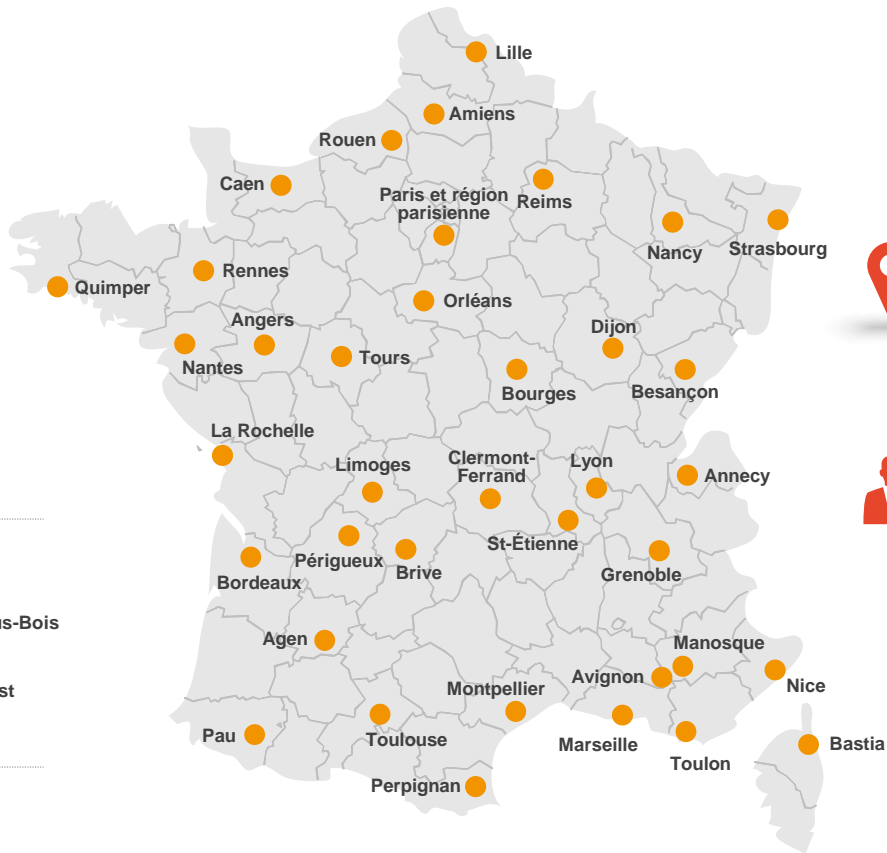 Lille
Amiens
Rouen
Caen
Paris et région
parisienne
Reims
Nancy
Strasbourg
Quimper
Rennes
Orléans
Angers
Dijon
Nantes
Tours
Bourges
Besançon
La Rochelle
Limoges
Clermont-
Ferrand
Lyon
Annecy
St-Étienne
Périgueux
Brive
Grenoble
Bordeaux
s-Bois
Agen
Manosque
Avignon
st
Montpellier
Nice
Pau
Toulouse
Marseille
Bastia
Toulon
Perpignan